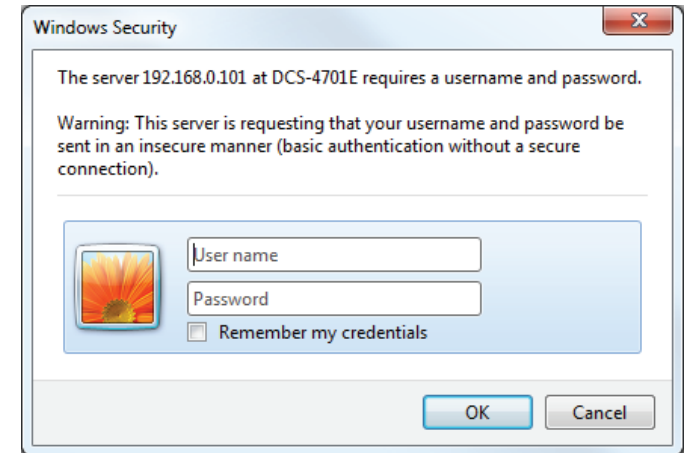 Windows Security
The server 192.168.0.101 at DCS-4701E requires a username and password.
Warning: This server is requesting that your username and password be
sent in an insecure manner (basic authentication without a secure
connection).
User name
Password
Remember my credentials
OK Cancel